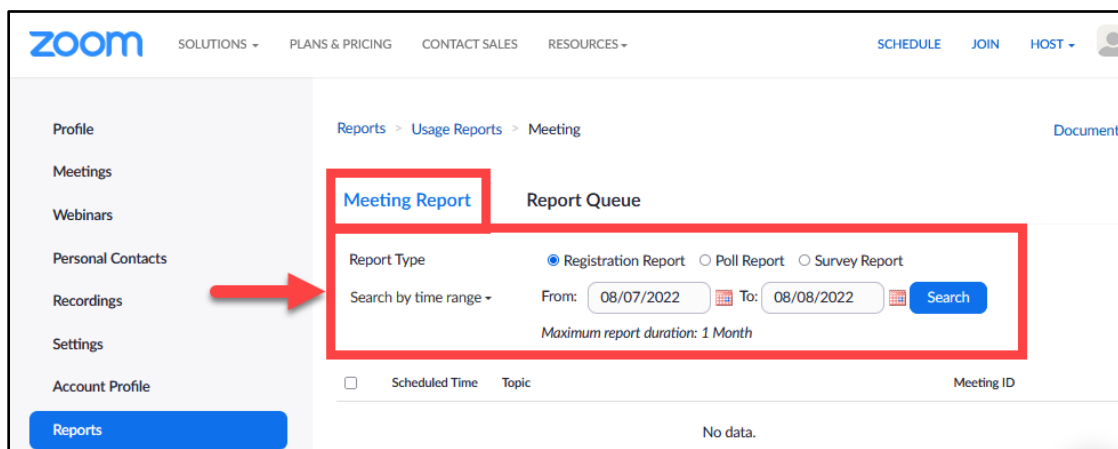 zoom SOLUTIONS PLANS & PRICING CONTACT SALES RESOURCES SCHEDULE JOIN HOST
Profile
Meetings
Webinars
Personal Contacts
Recordings
Settings
Account Profile
Reports
Reports > Usage Reports > Meeting Document
Meeting Report Report Queue
Report Type Registration Report Poll Report Survey Report
Search by time range From: 08/07/2022 To: 08/08/2022 Search
Maximum report duration: 1 Month
Scheduled Time Topic Meeting ID
No data.